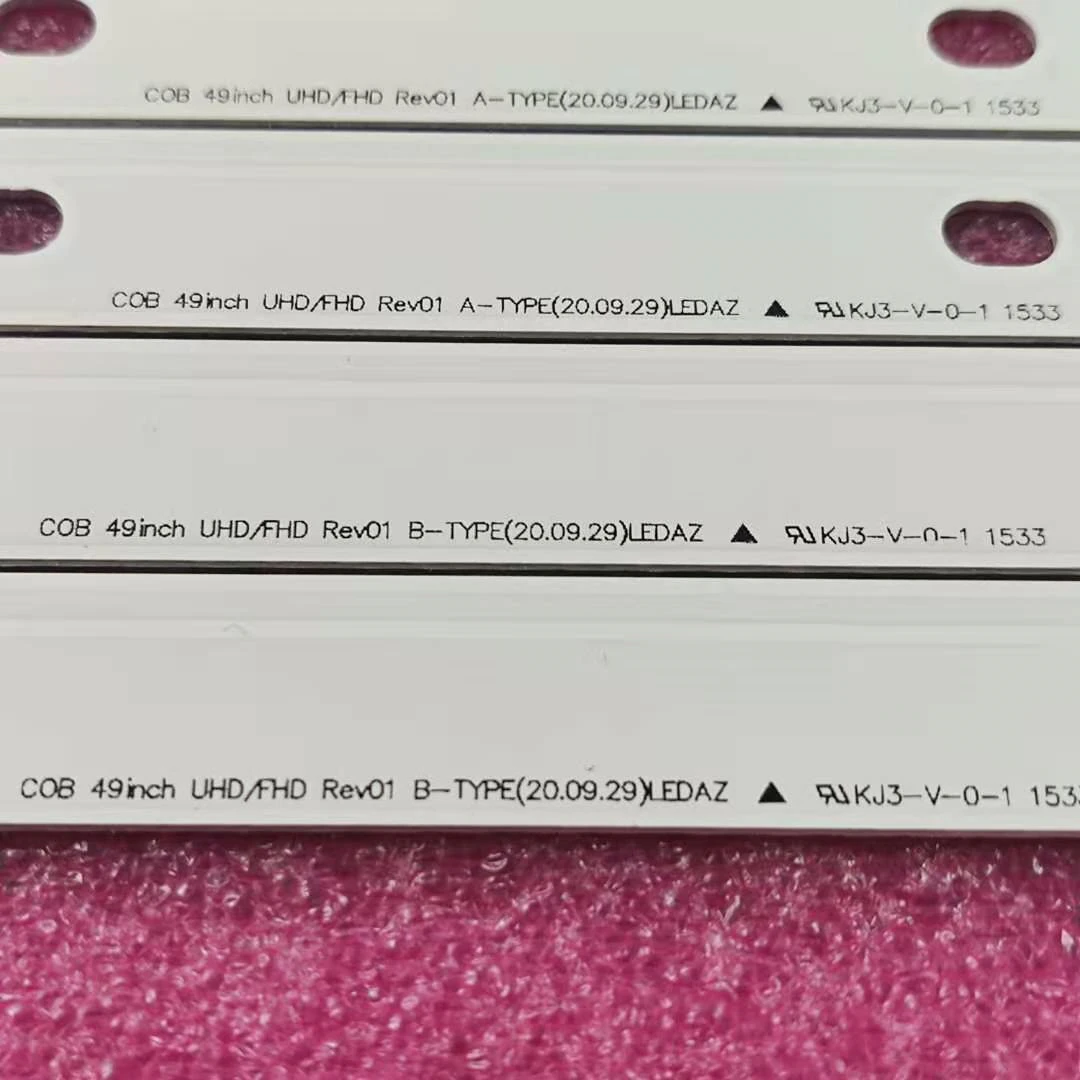 COB 49inch UHD/FHD Rev01 A-TYPE(20.09.29)LEDAZ ▲ KJ3-V-0-1 1533
COB 49inch UHD/FHD Rev01 A-TYPE(20.09.29)LEDAZ ▲ KJ3-V-0-1 1533
COB 49inch UHD/FHD Rev01 B-TYPE(20.09.29)LEDAZ ▲ KJ3-V-0-1 1533
COB 49inch UHD/FHD Rev01 B-TYPE(20.09.29)LEDAZ ▲ KJ3-V-0-1 153